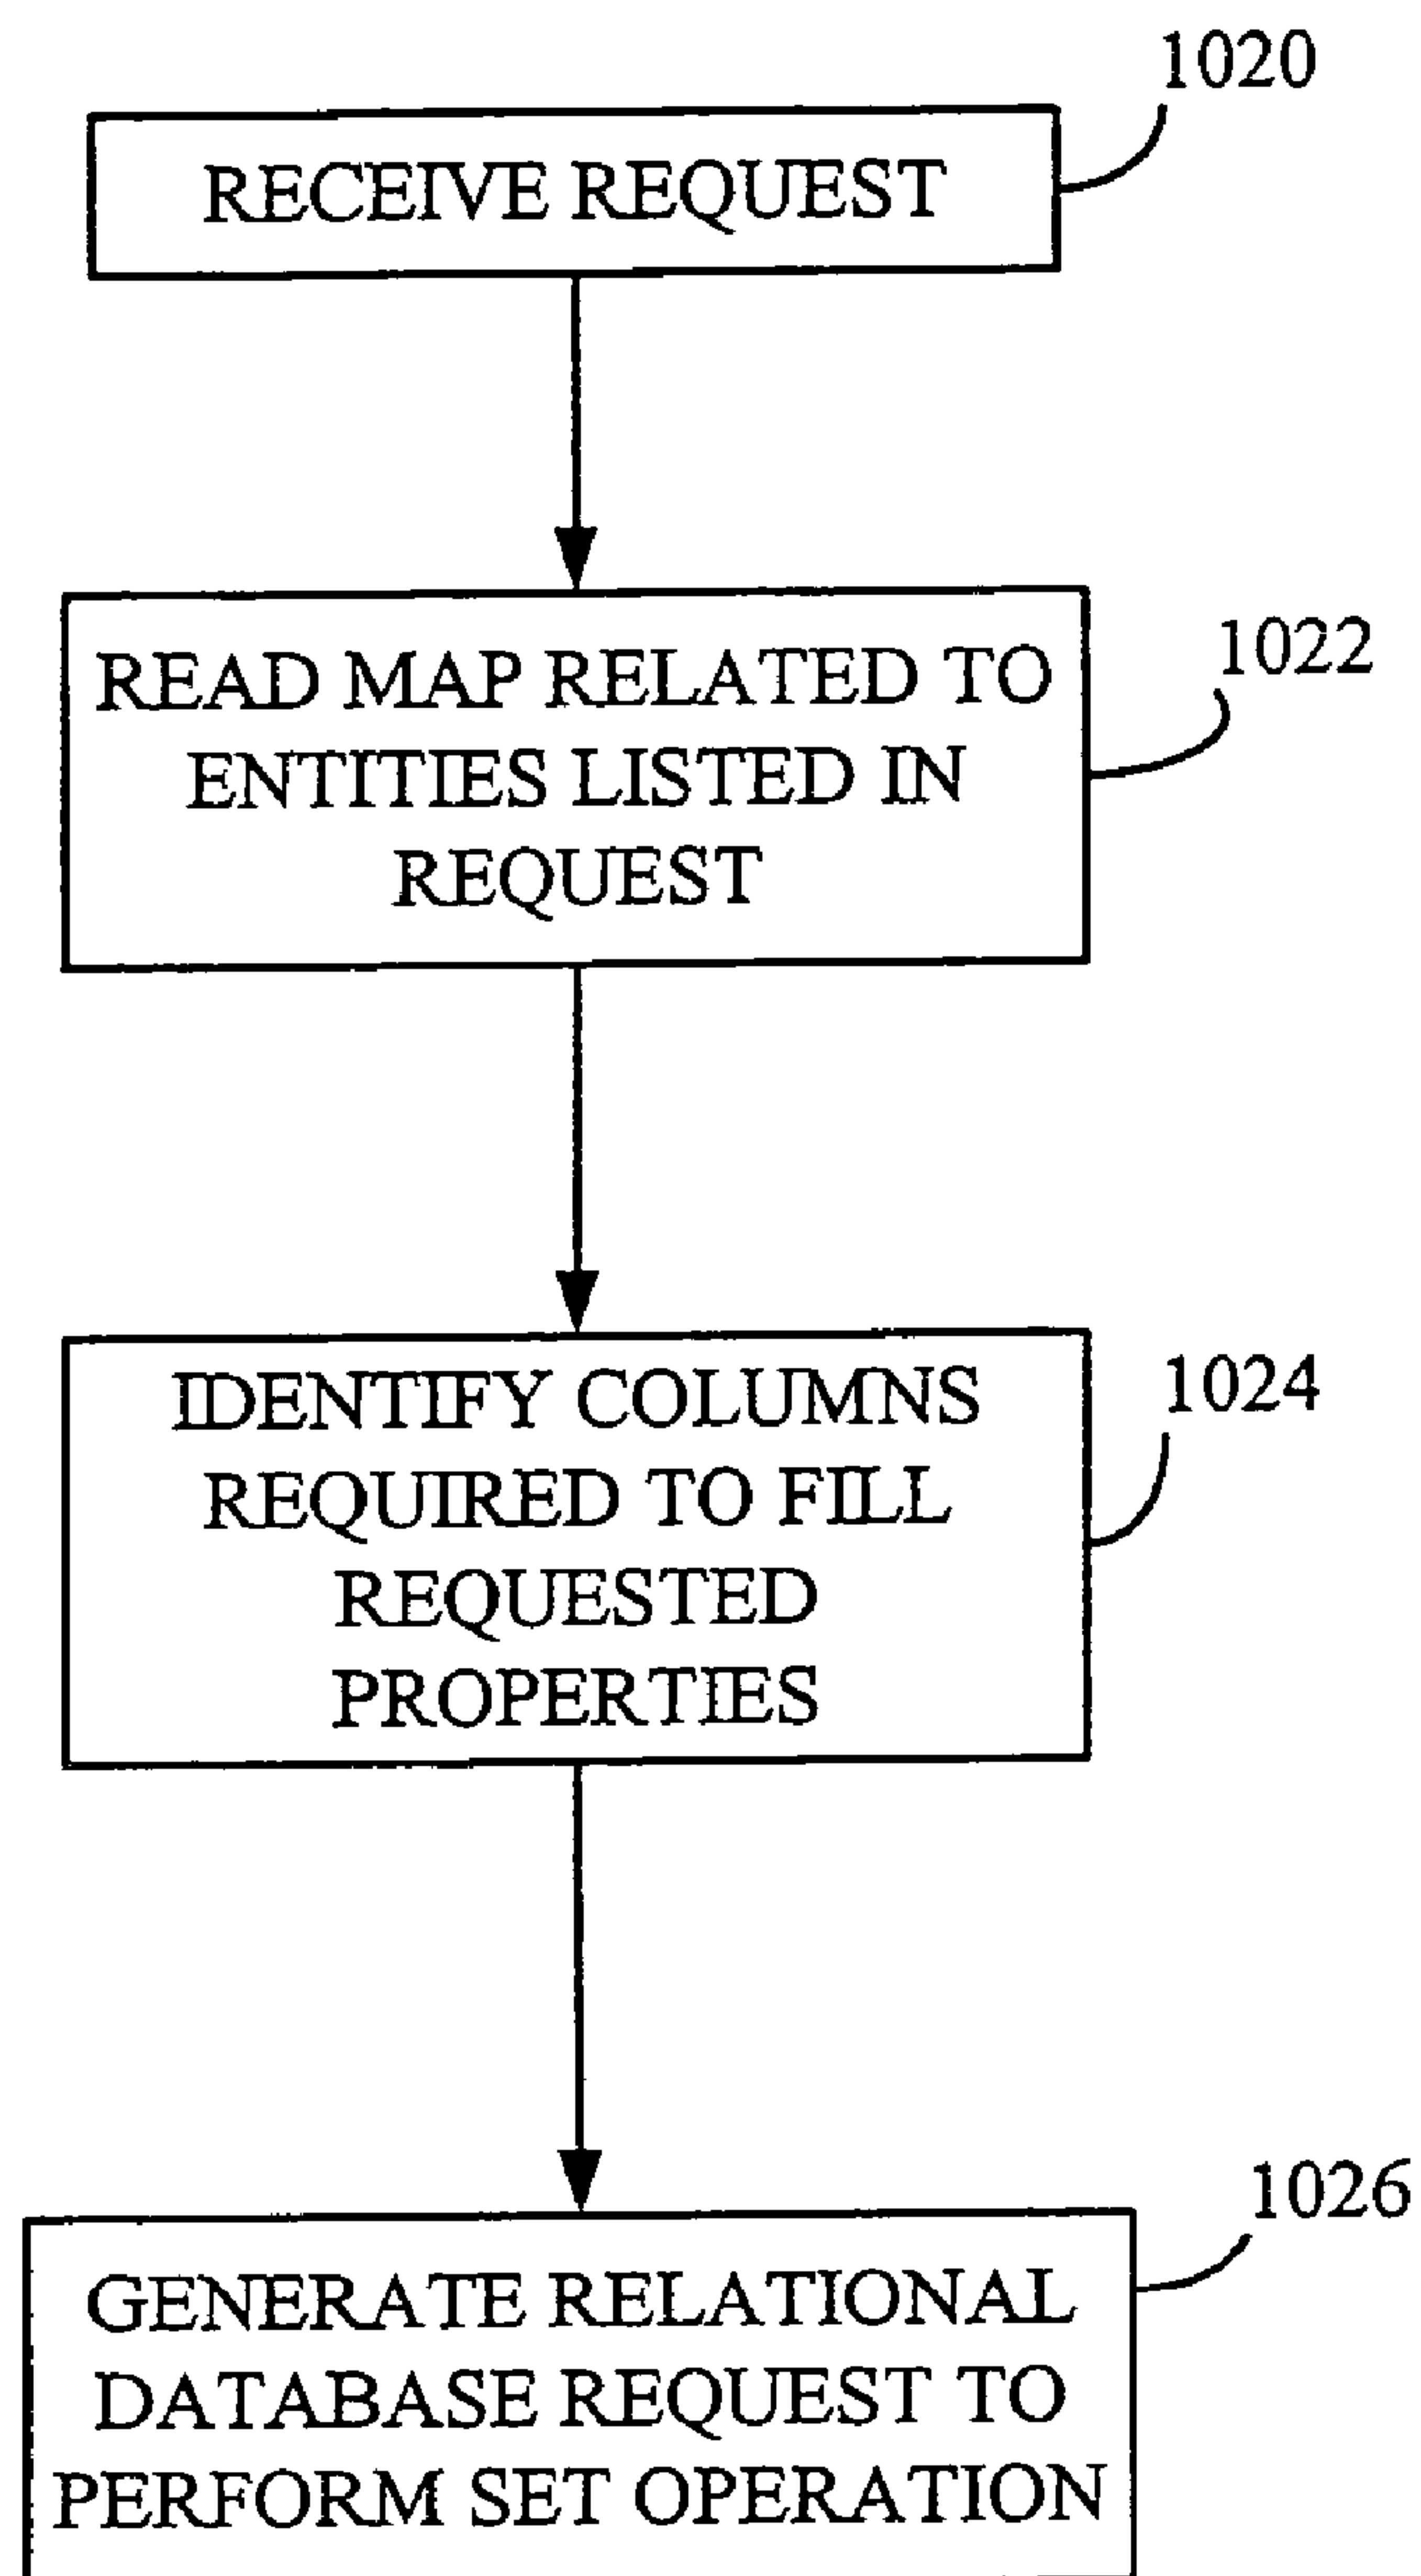 1020
RECEIVE REQUEST
1022
READ MAP RELATED TO
ENTITIES LISTED IN
REQUEST
1024
IDENTIFY COLUMNS
REQUIRED TO FILL
REQUESTED
PROPERTIES
1026
GENERATE RELATIONAL
DATABASE REQUEST TO
PERFORM SET OPERATION